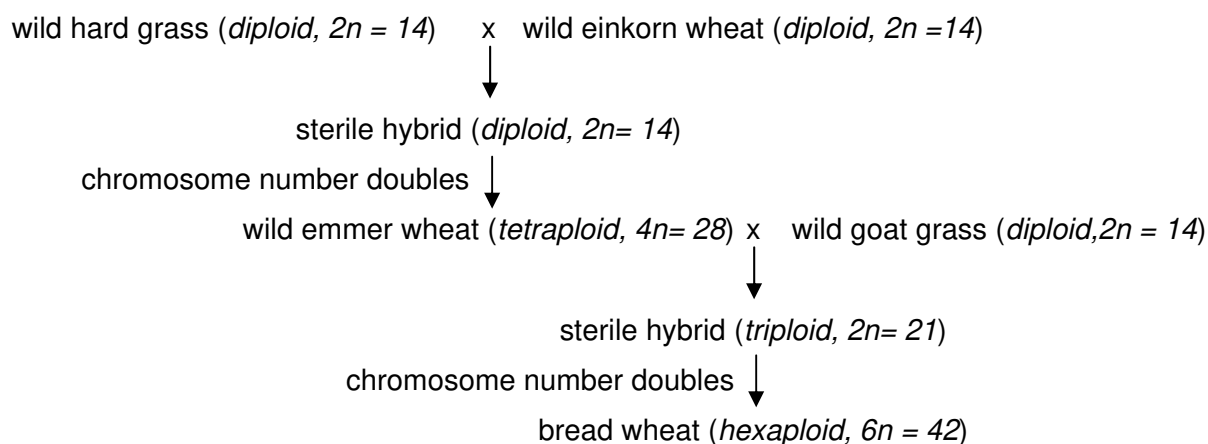 wild hard grass (diploid, 2n = 14) x wild einkorn wheat (diploid, 2n =14)
sterile hybrid (diploid, 2n= 14)
chromosome number doubles
wild emmer wheat (tetraploid, 4n= 28) x wild goat grass (diploid,2n = 14)
sterile hybrid (triploid, 2n= 21)
chromosome number doubles
bread wheat (hexaploid, 6n = 42)